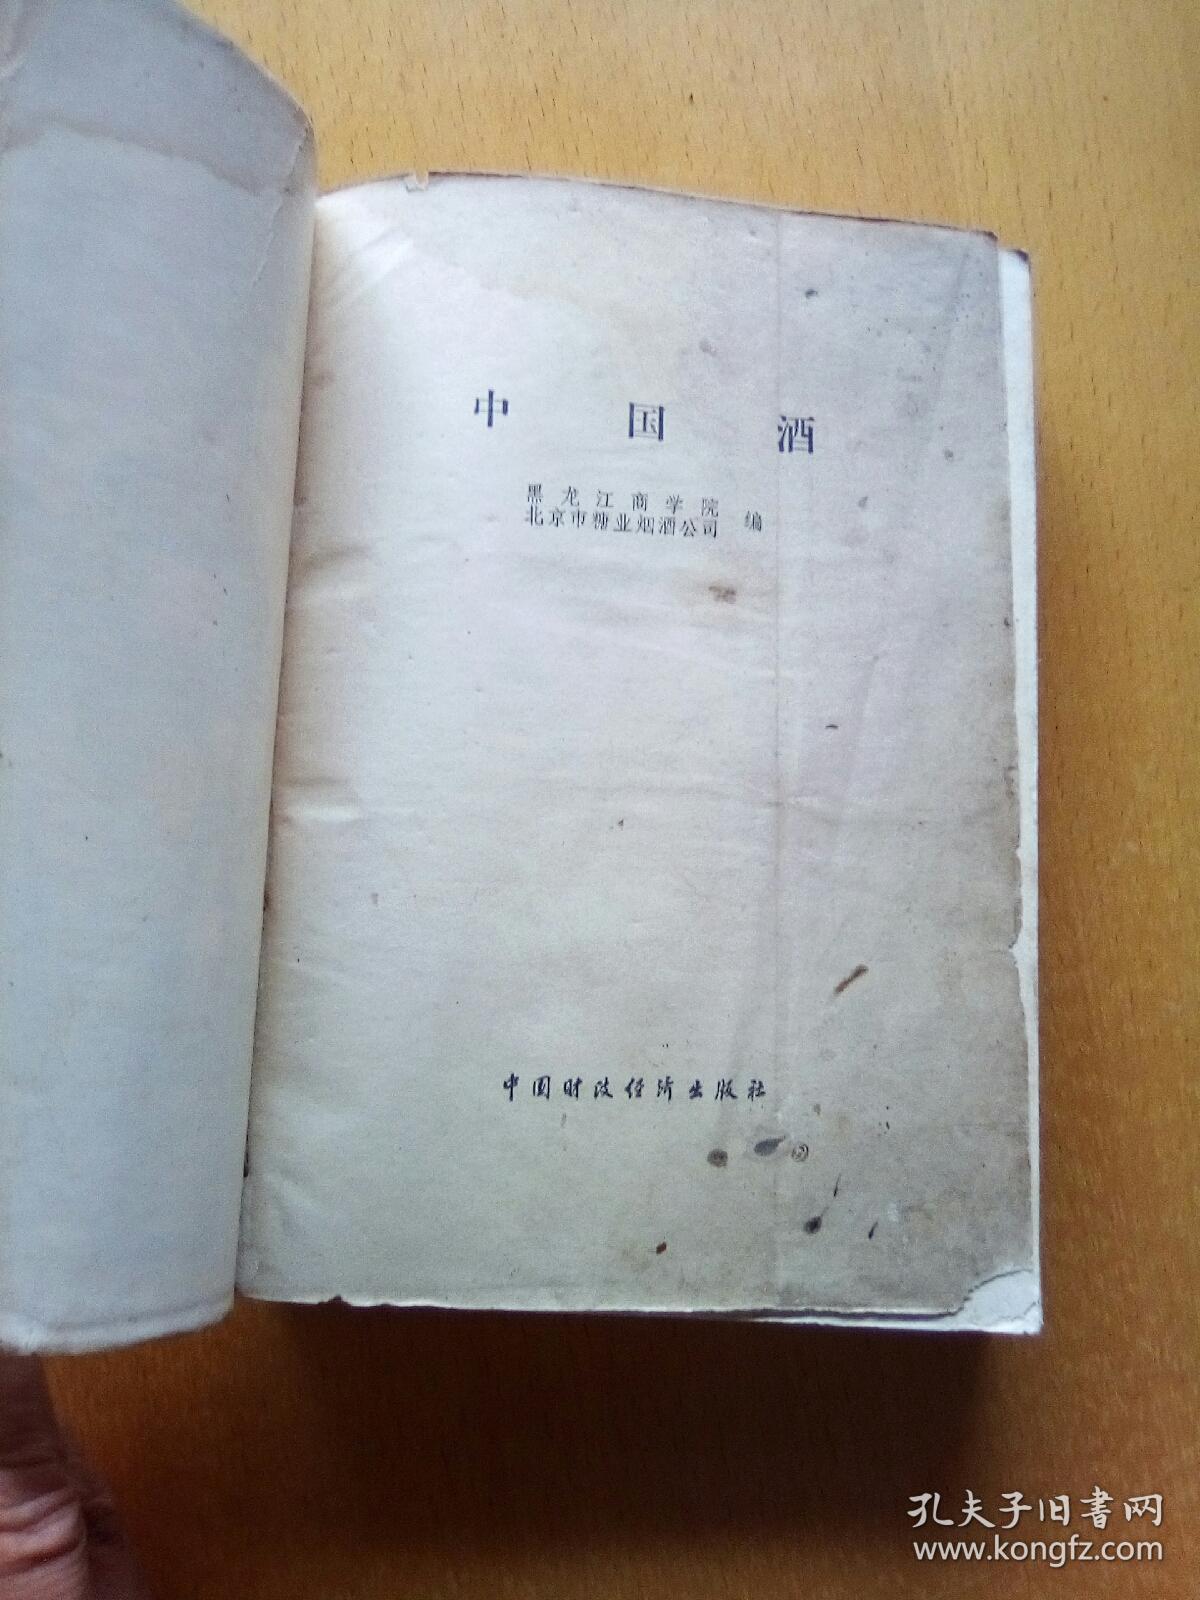 中国酒
黑龙江商学院
北京市糖业烟酒公司
编
中国财政经济出版社
孔夫子旧书网
www.kongfz.com